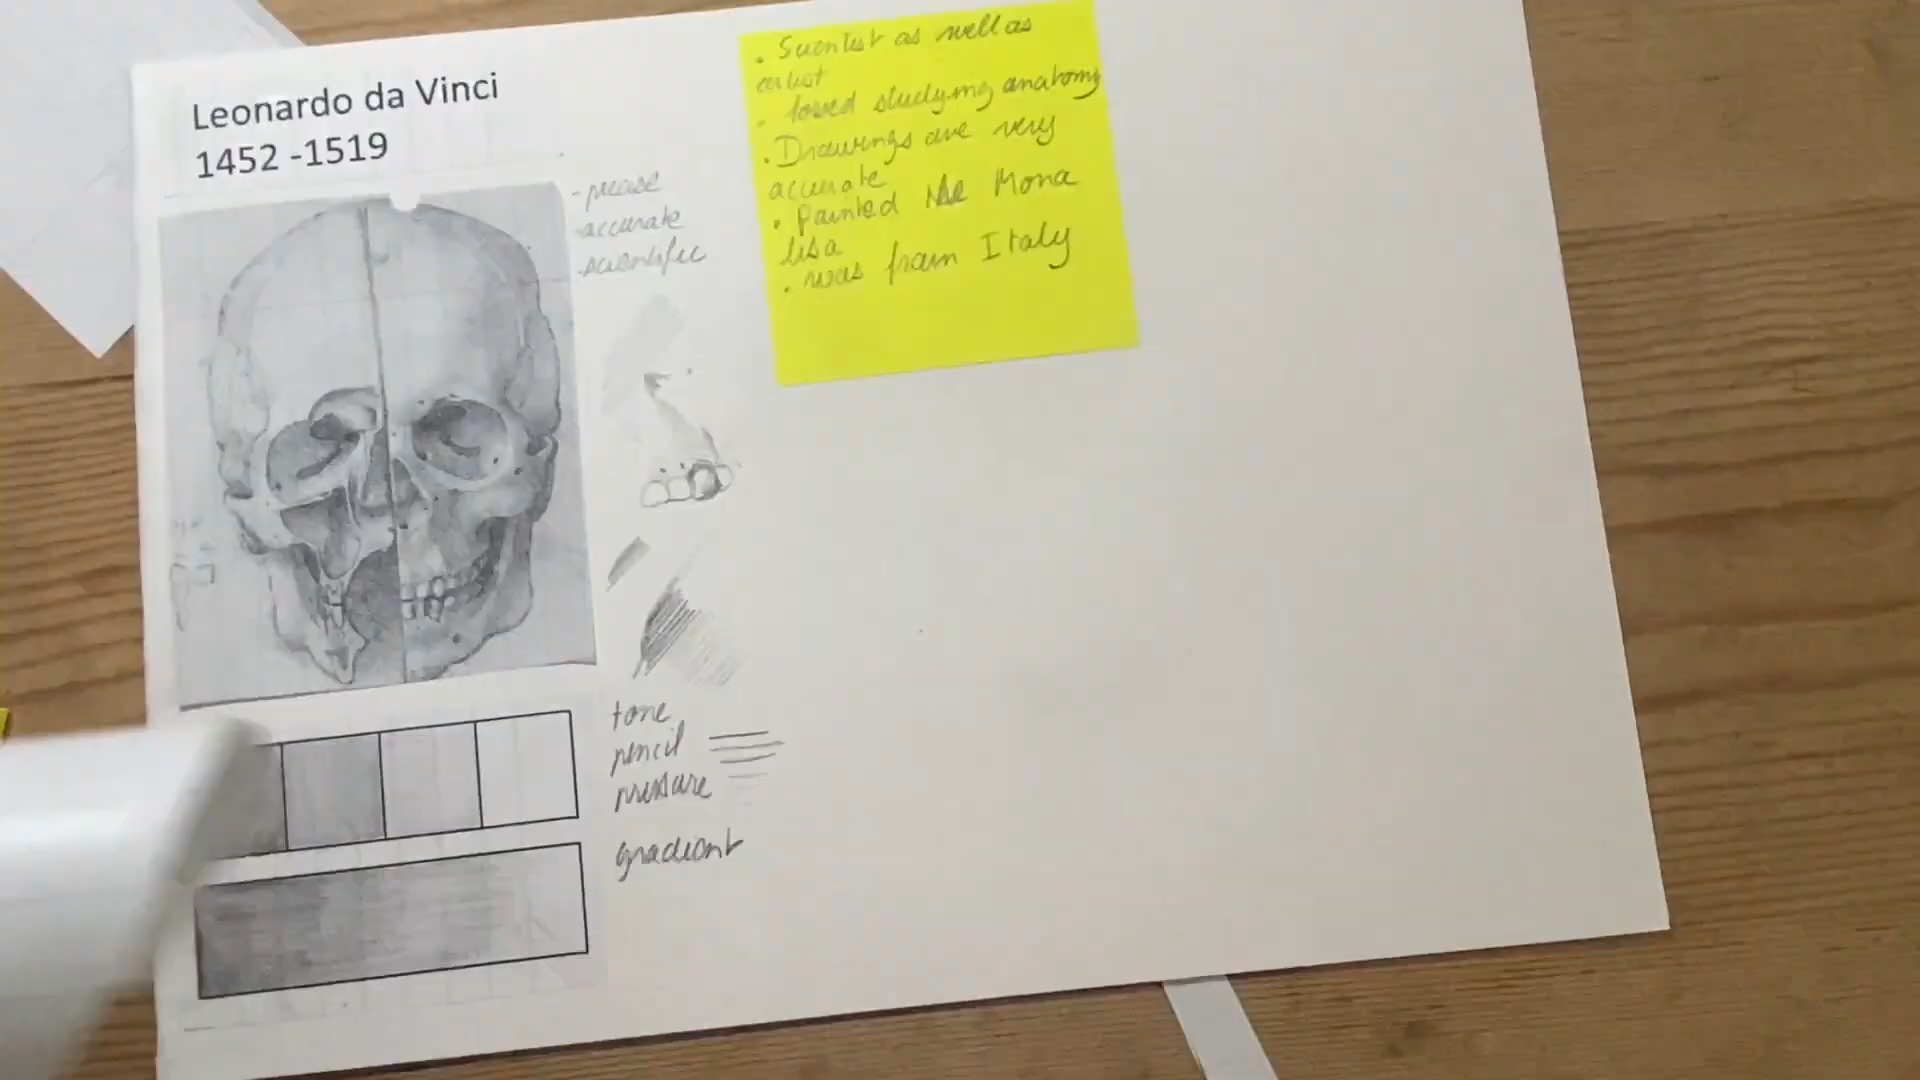 Leonardo da Vinci
1452 -1519
- precise
-accurate
-scientific
. Scientist as well as
artist
- loved studying anatomy
. Drawings are very
accurate
. Painted the Mona
lisa
. was from Italy
tone
pencil
pressure
gradient